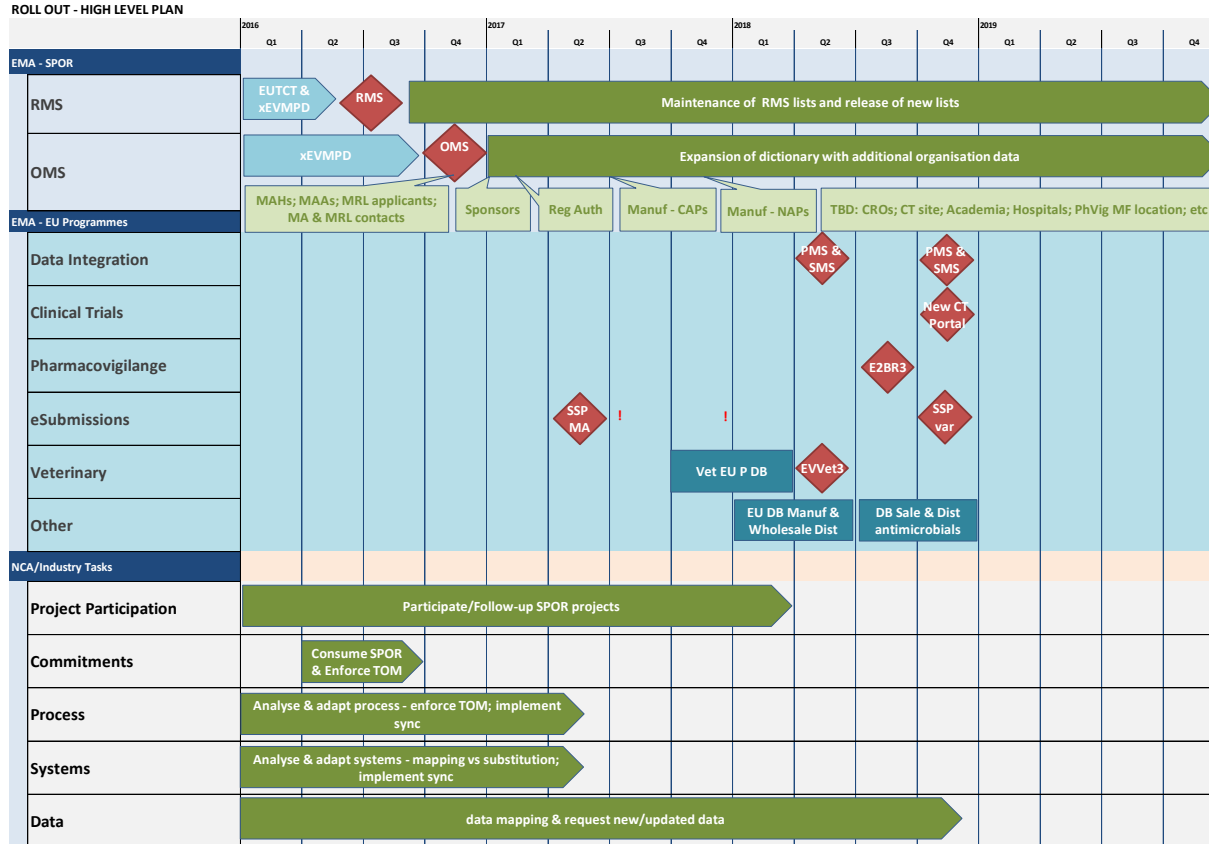 ROLL OUT - HIGH LEVEL PLAN
2016 2017 2018 2019
Q1 Q2 Q3 Q4 Q1 Q2 Q3 Q4 Q1 Q2 Q3 Q4 Q1 Q2 Q3 Q4
EMA - SPOR
RMS
EUTCT &
xEVMPD
RMS
Maintenance of RMS lists and release of new lists
OMS
xEVMPD
OMS
Expansion of dictionary with additional organisation data
MAHs; MAAs; MRL applicants;
MA & MRL contacts
Sponsors
Reg Auth
Manuf - CAPs
Manuf - NAPs
TBD: CROs; CT site; Academia; Hospitals; PhVig MF location; etc
EMA - EU Programmes
Data Integration
PMS &
SMS
PMS &
SMS
Clinical Trials
New CT
Portal
Pharmacovigilange
E2BR3
eSubmissions
SSP
MA
!
!
SSP
var
Veterinary
Vet EU P DB
EVVet3
Other
EU DB Manuf &
Wholesale Dist
DB Sale & Dist
antimicrobials
NCA/Industry Tasks
Project Participation
Participate/Follow-up SPOR projects
Commitments
Consume SPOR
& Enforce TOM
Process
Analyse & adapt process - enforce TOM; implement
sync
Systems
Analyse & adapt systems - mapping vs substitution;
implement sync
Data
data mapping & request new/updated data